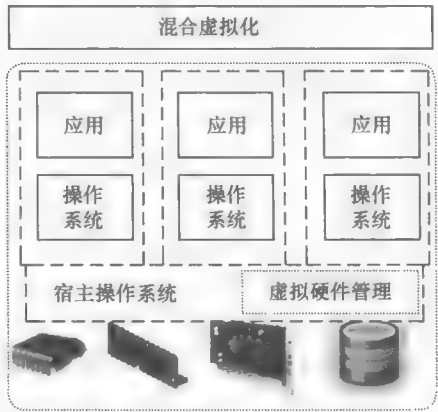 混合虚拟化
应用 应用 应用
操作 操作 操作
系统 系统 系统
宿主操作系统 虚拟硬件管理